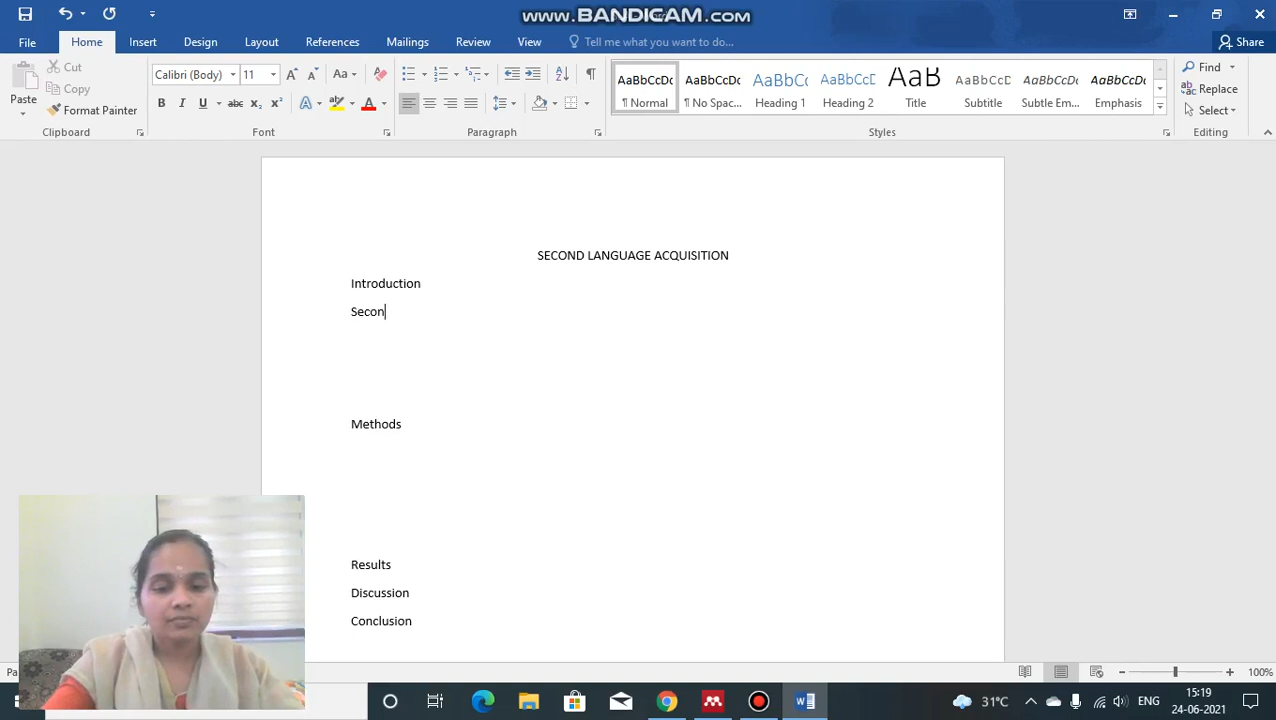 www.BANDICAM.com
File Home Insert Design Layout References Mailings Review View Tell me what you want to do... Share
Paste
Cut
Copy
Format Painter
Calibri (Body) 11
AaBbCcDc AaBbCcDc AaBbCc AaBbCcD AaB AaBbCcD AaBbCcDc AaBbCcDc
¶ Normal ¶ No Spac... Heading 1 Heading 2 Title Subtitle Subtle Em... Emphasis
Find
Replace
Select
Clipboard Font Paragraph Styles Editing
SECOND LANGUAGE ACQUISITION
Introduction
Secon
Methods
Results
Discussion
Conclusion
100%
31°C ENG
15:19
24-06-2021